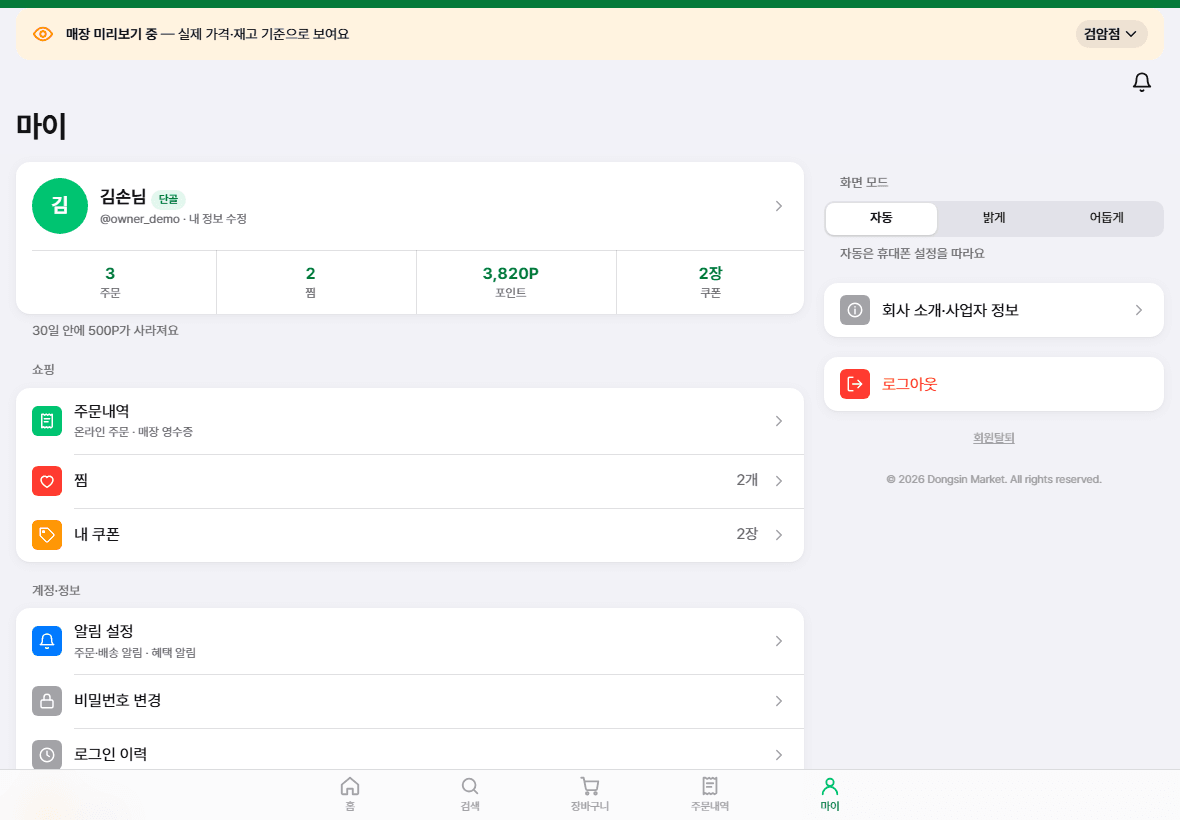 매장 미리보기 중 — 실제 가격·재고 기준으로 보여요
검암점
마이
김
김손님 단골
@owner_demo · 내 정보 수정
3
주문
2
찜
3,820P
포인트
2장
쿠폰
30일 안에 500P가 사라져요
쇼핑
주문내역
온라인 주문 · 매장 영수증
찜
2개
내 쿠폰
2장
계정·정보
알림 설정
주문·배송 알림 · 혜택 알림
비밀번호 변경
로그인 이력
화면 모드
자동
밝게
어둡게
자동은 휴대폰 설정을 따라요
회사 소개·사업자 정보
로그아웃
회원탈퇴
© 2026 Dongsin Market. All rights reserved.
홈
검색
장바구니
주문내역
마이